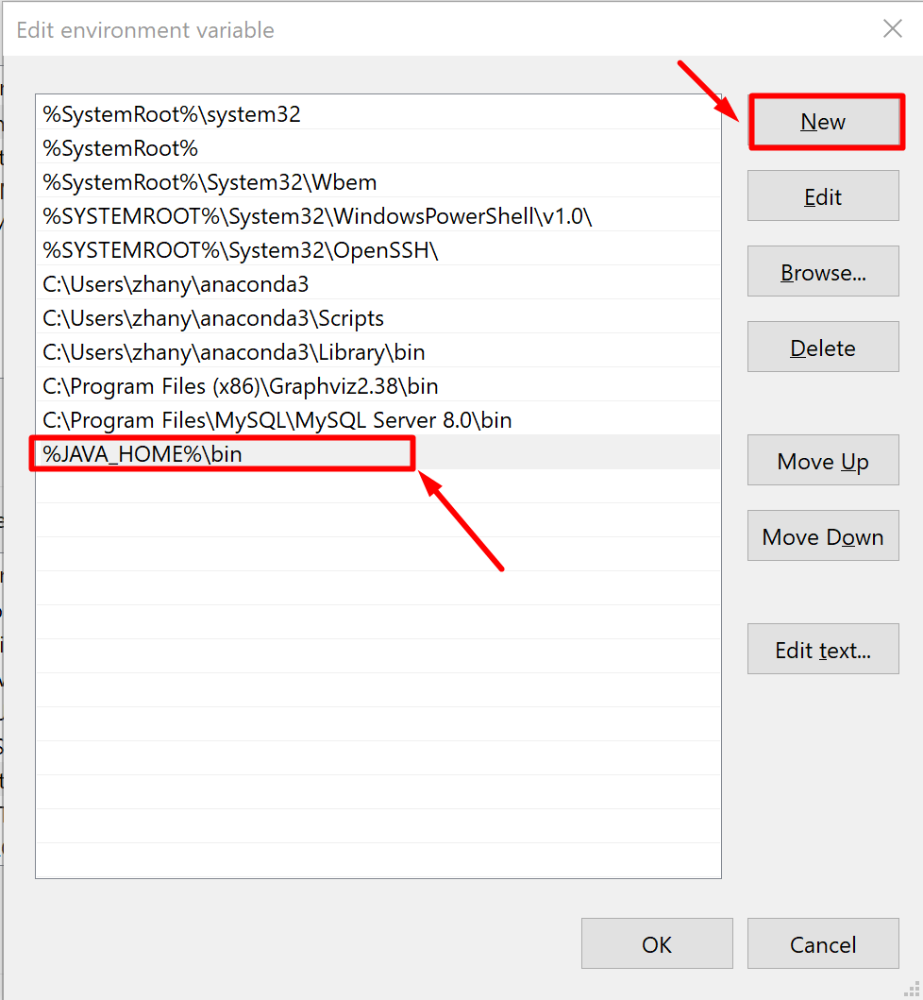 Edit environment variable
%SystemRoot%\system32
%SystemRoot%
%SystemRoot%\System32\Wbem
%SYSTEMROOT%\System32\WindowsPowerShell\v1.0\
%SYSTEMROOT%\System32\OpenSSH\
C:\Users\zhany\anaconda3
C:\Users\zhany\anaconda3\Scripts
C:\Users\zhany\anaconda3\Library\bin
C:\Program Files (x86)\Graphviz2.38\bin
C:\Program Files\MySQL\MySQL Server 8.0\bin
%JAVA_HOME%\bin
New
Edit
Browse...
Delete
Move Up
Move Down
Edit text...
OK
Cancel